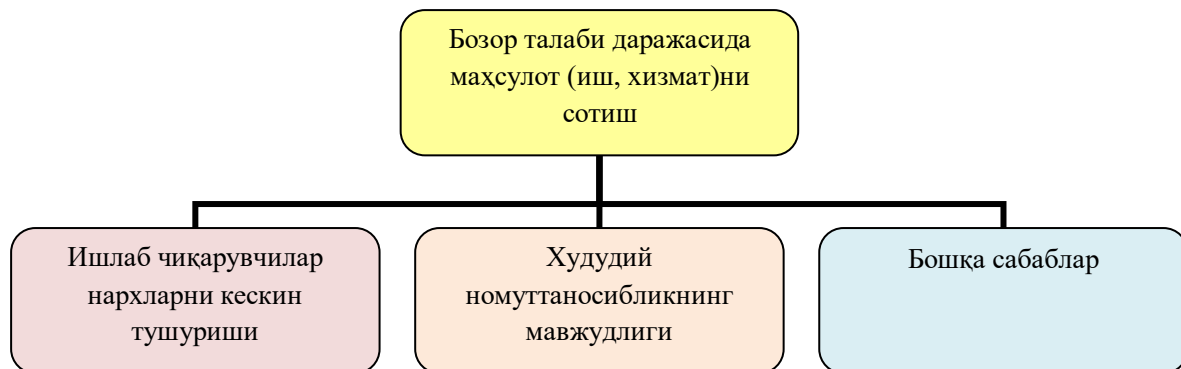 Бозор талаби даражасида
маҳсулот (иш, хизмат)ни
сотиш
Ишлаб чиқарувчилар
нархларни кескин
тушуриши
Худудий
номуттаносибликнинг
мавжудлиги
Бошқа сабаблар